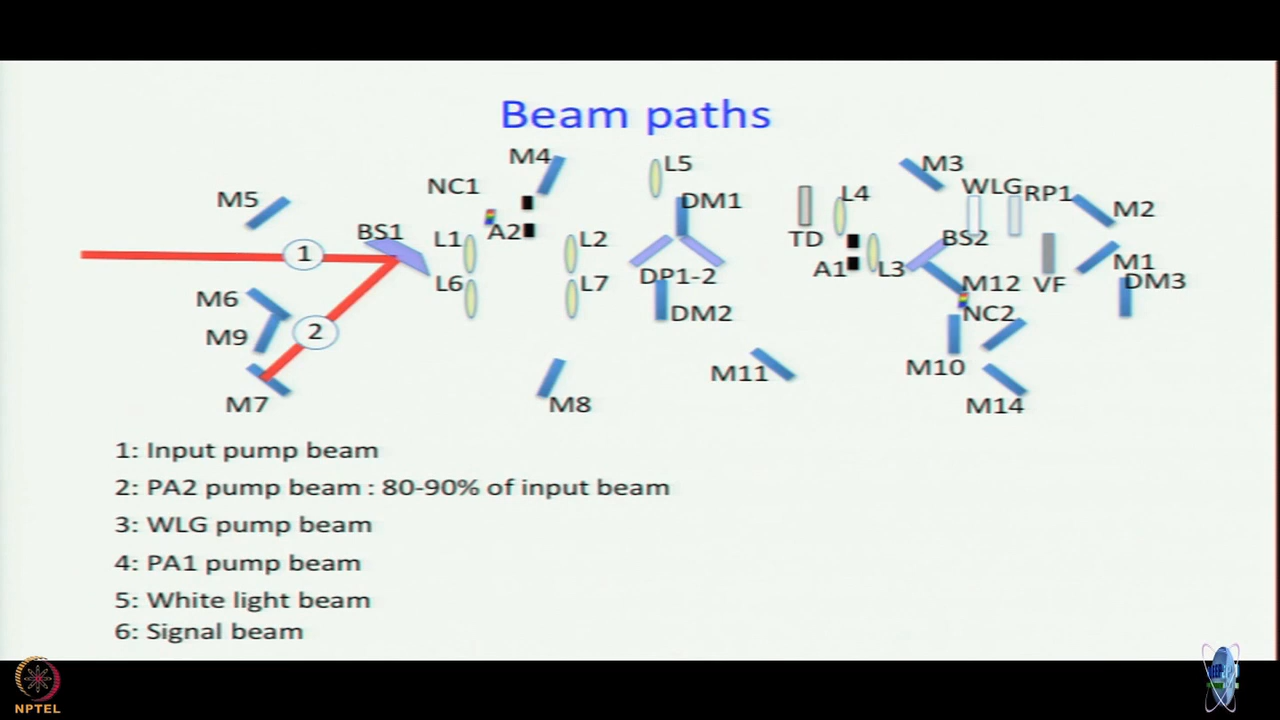 Beam paths
M4
L5
M3
M5
NC1
DM1
L4
WLG
RP1
M2
BS1
L1
A2
L2
TD
BS2
1
M6
L6
L7
DP1-2
A1
L3
M12
VF
M1
DM3
M9
2
DM2
NC2
M7
M8
M11
M10
M14
1: Input pump beam
2: PA2 pump beam : 80-90% of input beam
3: WLG pump beam
4: PA1 pump beam
5: White light beam
6: Signal beam
NPTEL